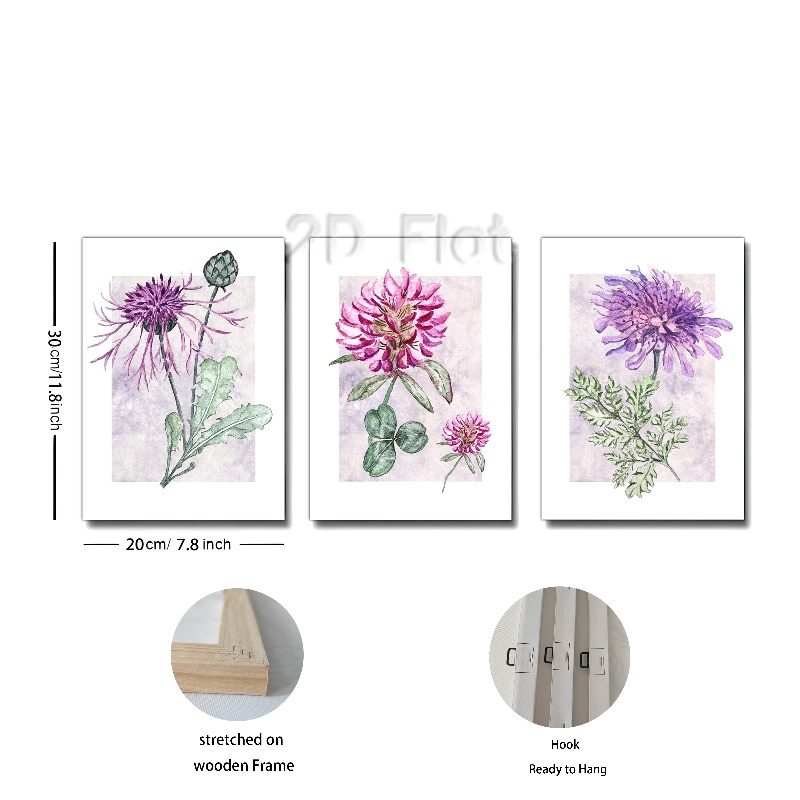 2D Flat
30cm/11.8inch
20cm/ 7.8 inch
stretched on
wooden Frame
Hook
Ready to Hang